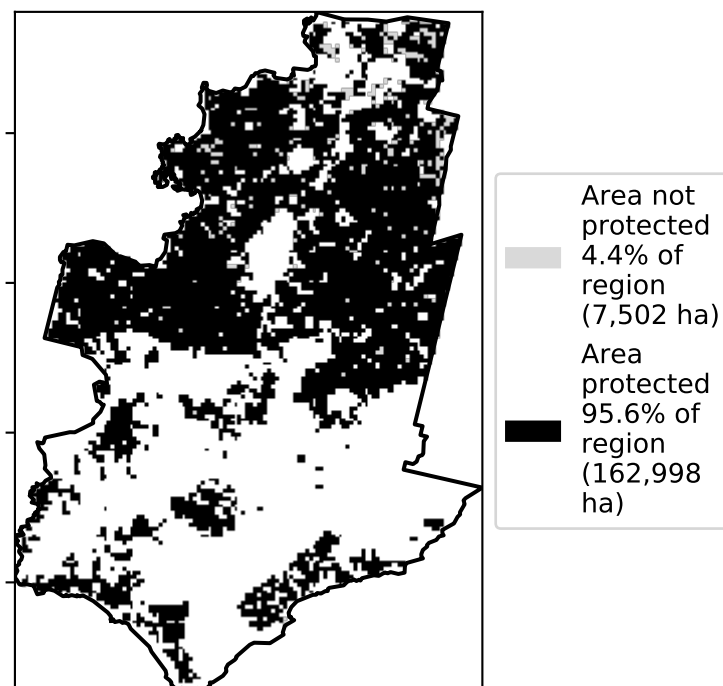 Area not
protected
4.4% of
region
(7,502 ha)
Area
protected
95.6% of
region
(162,998
ha)